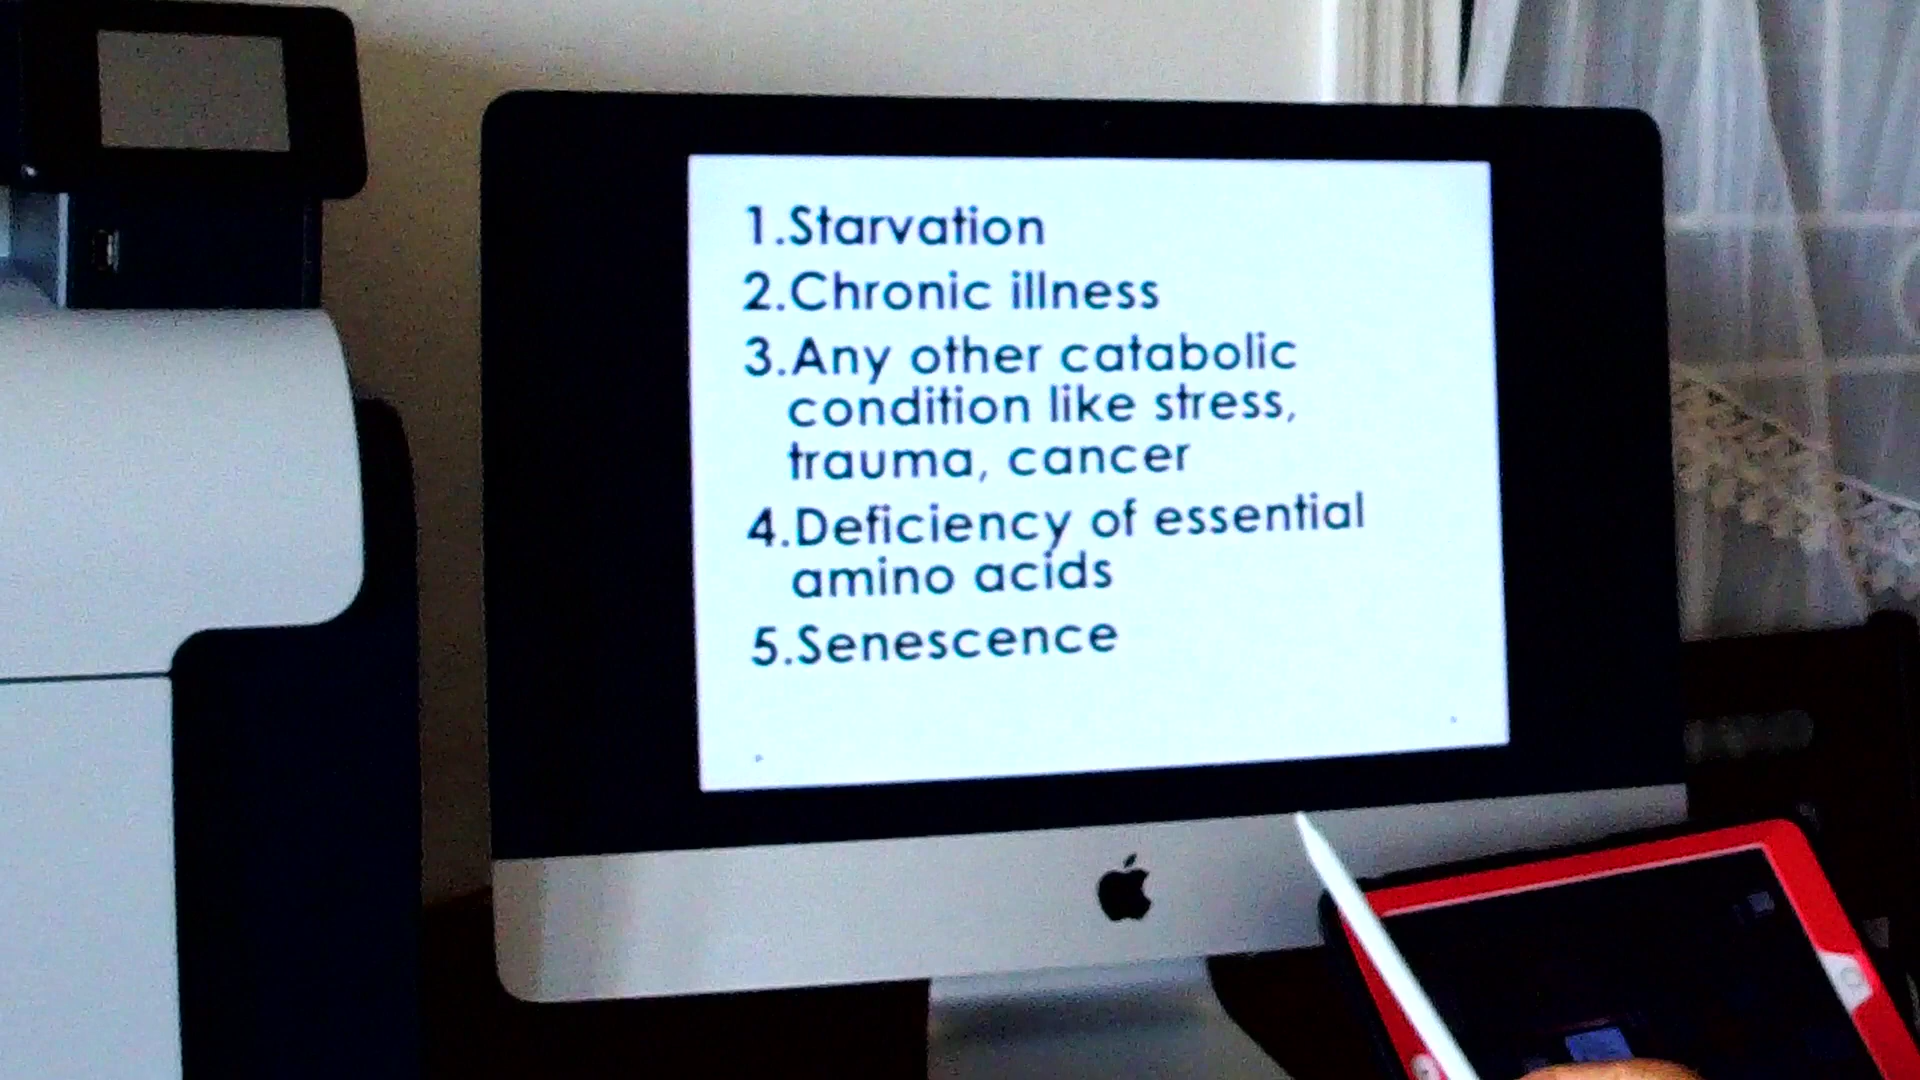 1.Starvation
2.Chronic illness
3.Any other catabolic
condition like stress,
trauma, cancer
4.Deficiency of essential
amino acids
5.Senescence